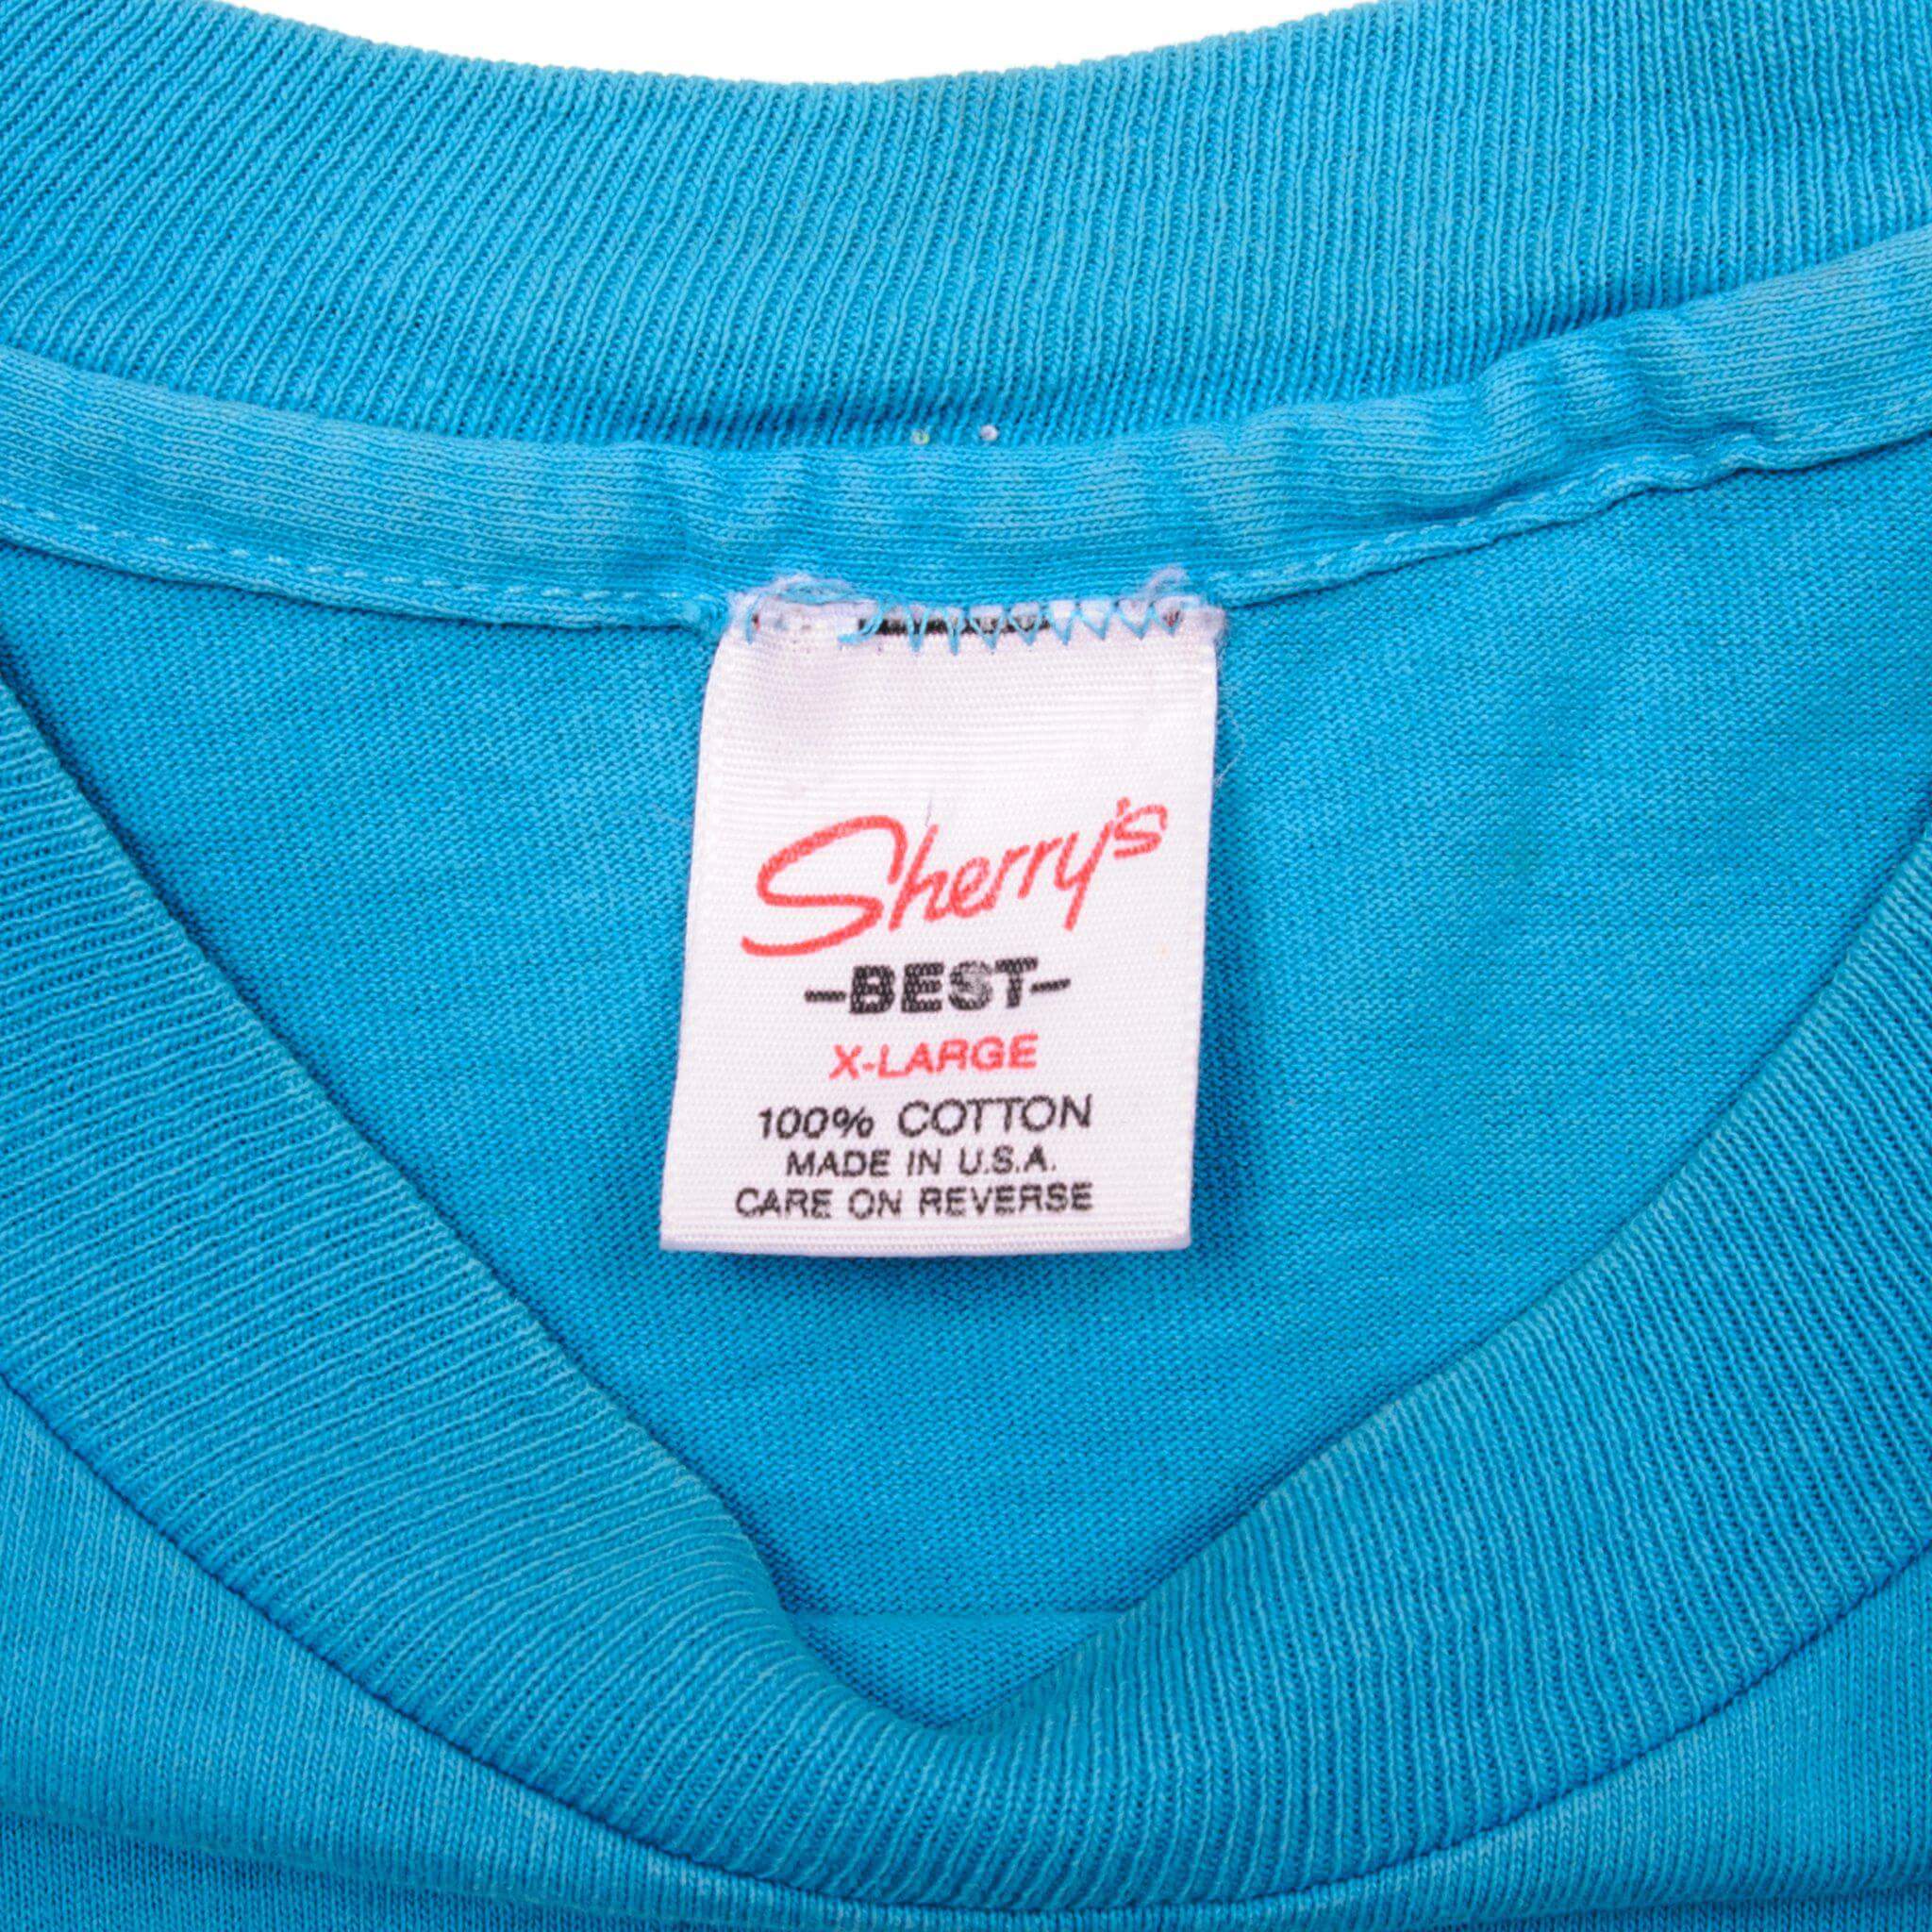 Sherry's
-BEST-
X-LARGE
100% COTTON
MADE IN U.S.A.
CARE ON REVERSE